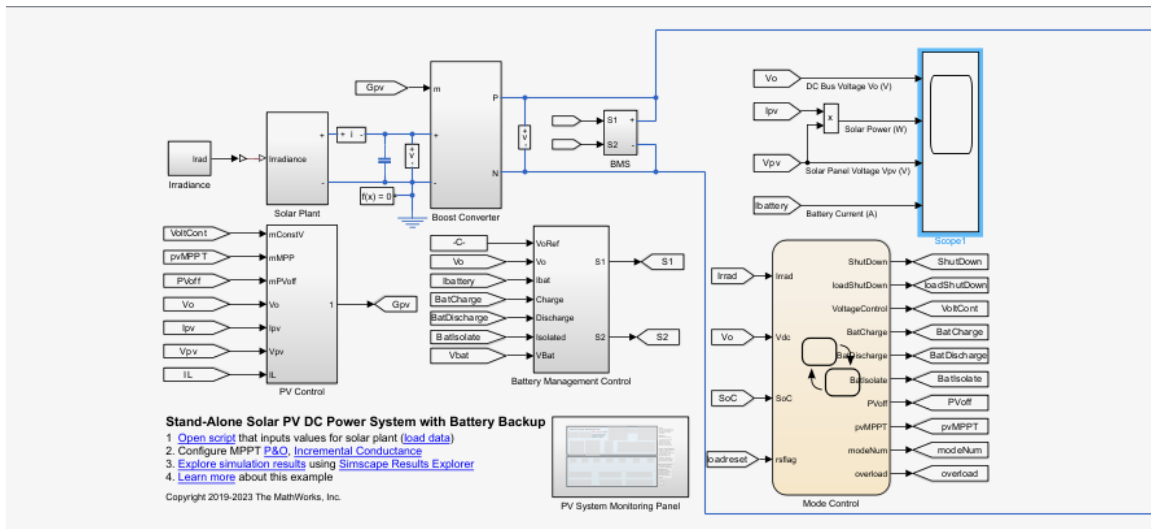 Irad
Irradiance
Irradiance
+
-
Solar Plant
+ i -
+ v -
f(x) = 0
Gpv
m
+
-
P
N
Boost Converter
+ v -
S1
S2
+
-
BMS
Vo
DC Bus Voltage Vo (V)
Ipv
x
Solar Power (W)
Vpv
Solar Panel Voltage Vpv (V)
Ibattery
Battery Current (A)
Scope1
VoltCont
mConstV
pvMPPT
mMPP
PVoff
mPVoff
Vo
Vo
Ipv
Ipv
Vpv
Vpv
IL
IL
1
Gpv
PV Control
-C-
VoRef
Vo
Vo
Ibattery
Ibat
BatCharge
Charge
BatDischarge
Discharge
BatIsolate
Isolated
Vbat
VBat
S1
S1
S2
S2
Battery Management Control
Irrad
Irrad
Vo
Vdc
SoC
SoC
loadreset
rsflag
ShutDown
ShutDown
loadShutDown
loadShutDown
VoltageControl
VoltCont
BatCharge
BatCharge
BatDischarge
BatDischarge
BatIsolate
BatIsolate
PVoff
PVoff
pvMPPT
pvMPPT
modeNum
modeNum
overload
overload
Mode Control
Stand-Alone Solar PV DC Power System with Battery Backup
1 Open script that inputs values for solar plant (load data)
2. Configure MPPT P&O, Incremental Conductance
3. Explore simulation results using Simscape Results Explorer
4. Learn more about this example
Copyright 2019-2023 The MathWorks, Inc.
PV System Monitoring Panel